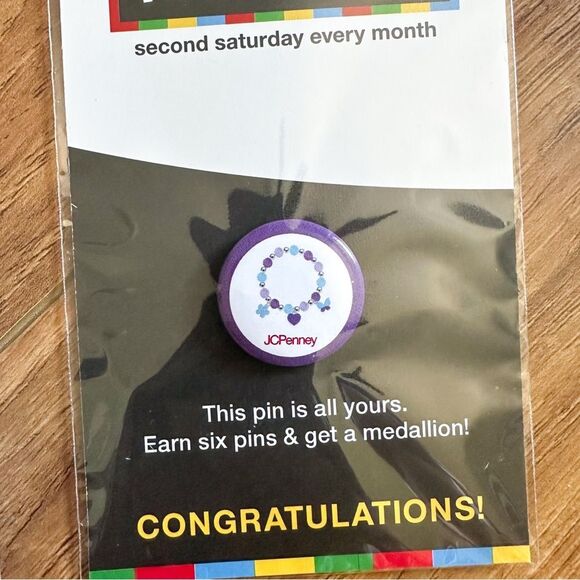 second saturday every month
JCPenney
This pin is all yours.
Earn six pins & get a medallion!
CONGRATULATIONS!